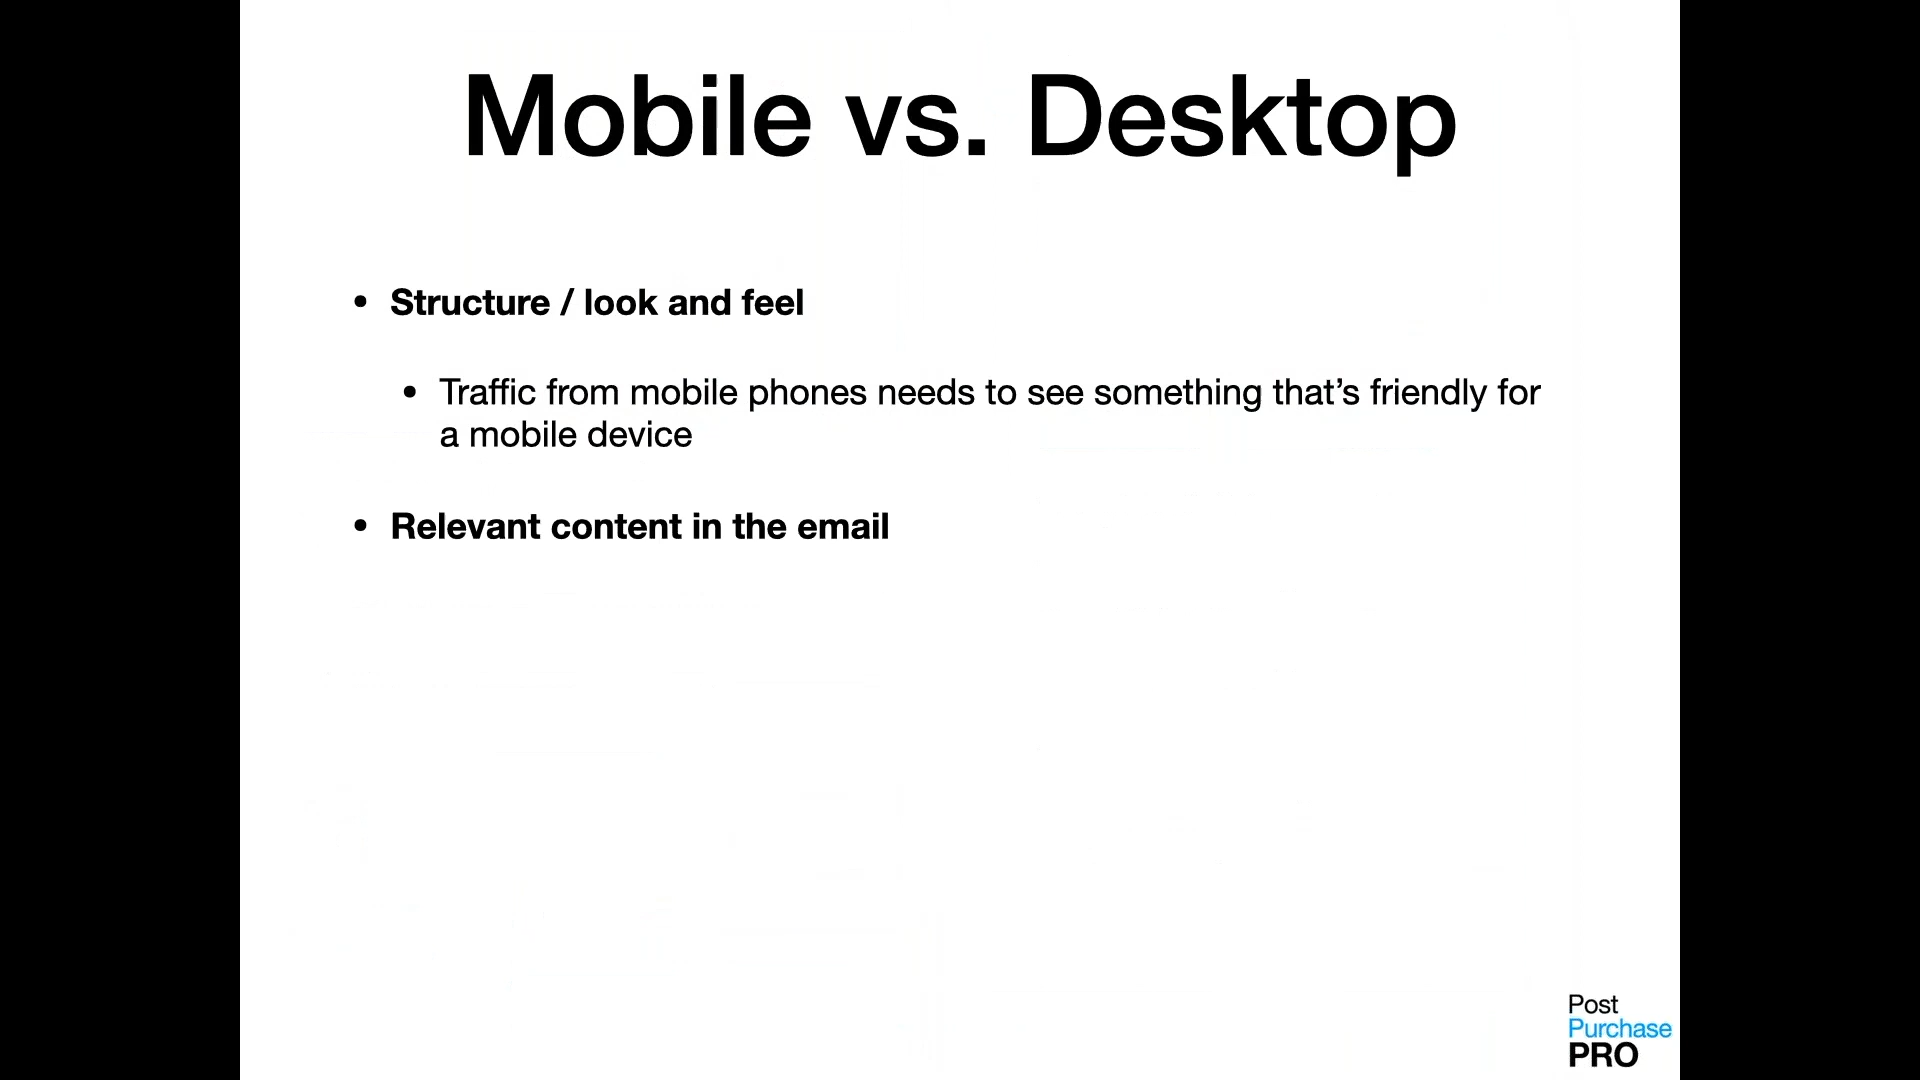 Mobile vs. Desktop
• Structure / look and feel
• Traffic from mobile phones needs to see something that’s friendly for
a mobile device
• Relevant content in the email
Post
Purchase
PRO